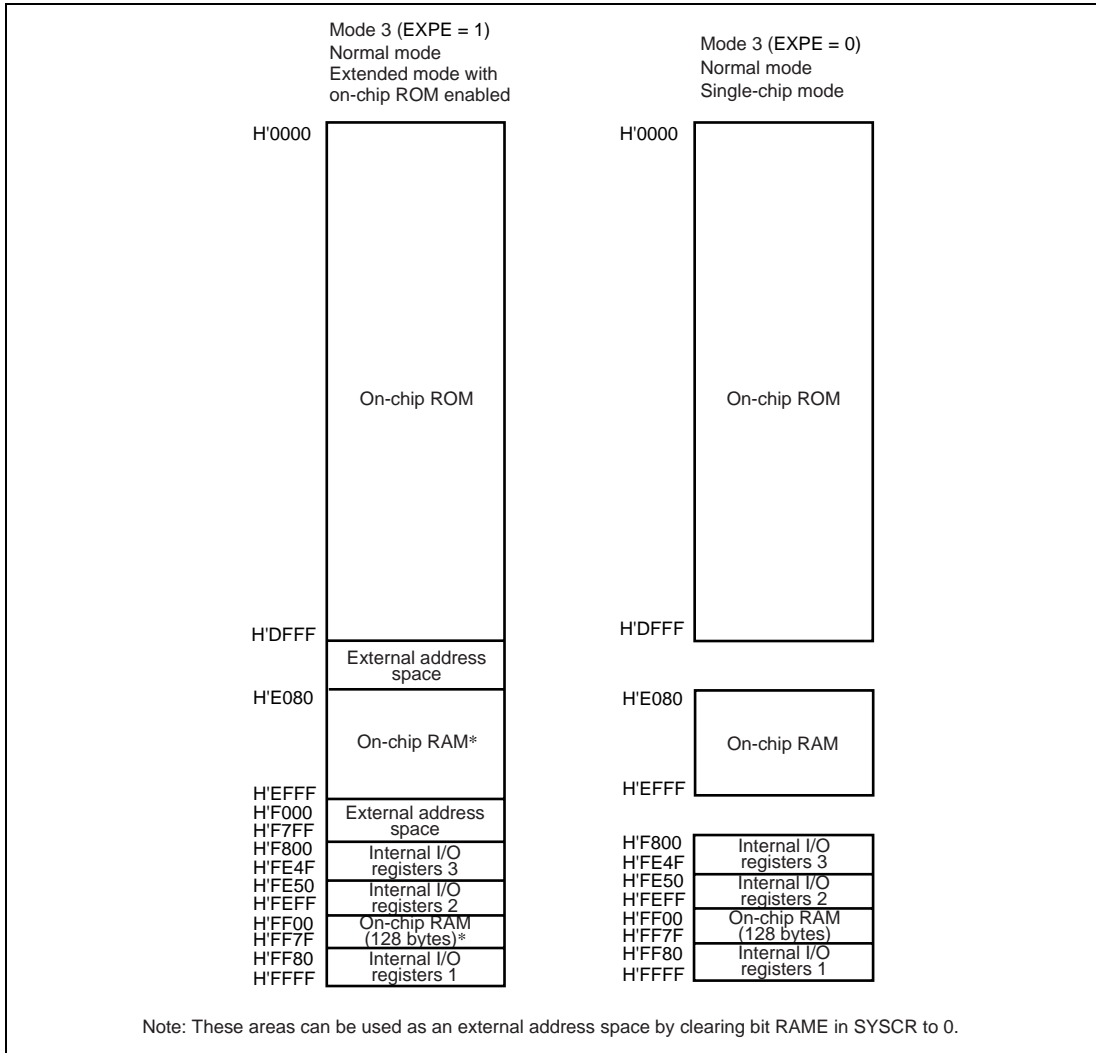 Mode 3 (EXPE = 1)
Normal mode
Extended mode with
on-chip ROM enabled
H'0000
On-chip ROM
H'DFFF
External address
space
H'E080
On-chip RAM*
H'EFFF
H'F000
External address
space
H'F7FF
H'F800
Internal I/O
registers 3
H'FE4F
H'FE50
Internal I/O
registers 2
H'FEFF
H'FF00
On-chip RAM
(128 bytes)*
H'FF7F
H'FF80
Internal I/O
registers 1
H'FFFF
Mode 3 (EXPE = 0)
Normal mode
Single-chip mode
H'0000
On-chip ROM
H'DFFF
H'E080
On-chip RAM
H'EFFF
H'F800
Internal I/O
registers 3
H'FE4F
H'FE50
Internal I/O
registers 2
H'FEFF
H'FF00
On-chip RAM
(128 bytes)
H'FF7F
H'FF80
Internal I/O
registers 1
H'FFFF
Note: These areas can be used as an external address space by clearing bit RAME in SYSCR to 0.